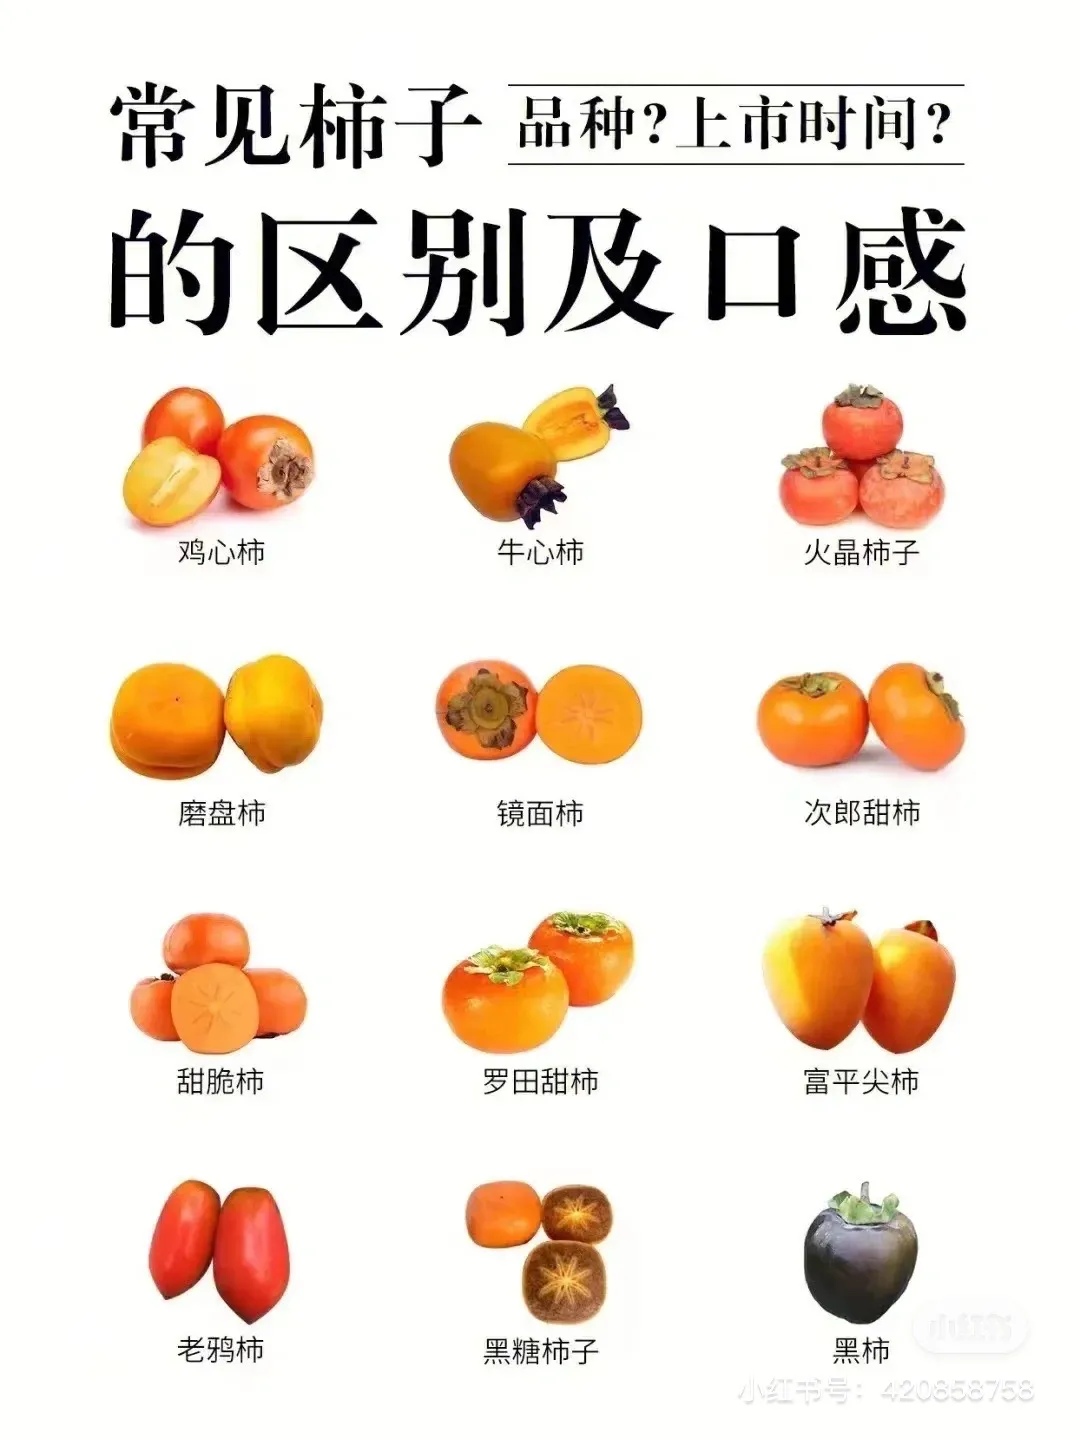 常见柿子
品种?上市时间?
的区别及口感
鸡心柿
牛心柿
火晶柿子
磨盘柿
镜面柿
次郎甜柿
甜脆柿
罗田甜柿
富平尖柿
老鸦柿
黑糖柿子
黑柿
小红书
小红书号：420858758